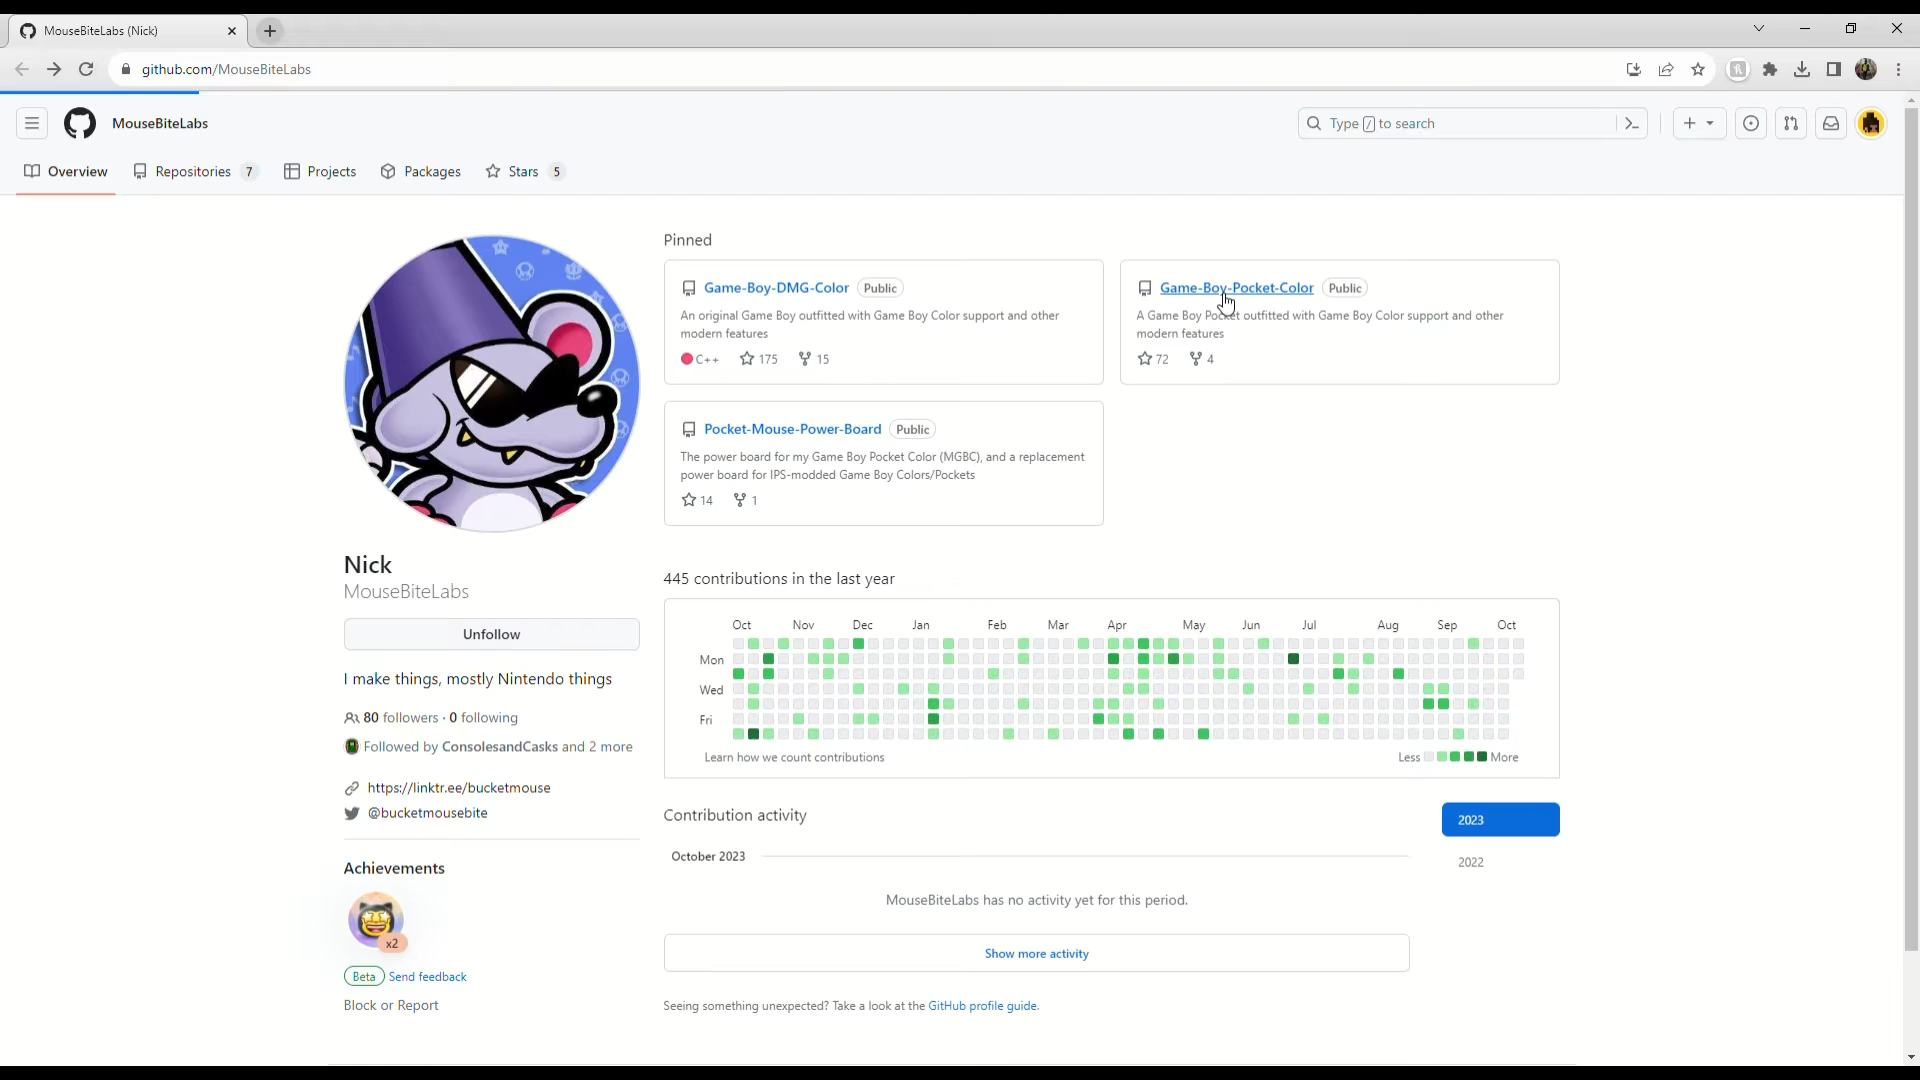 MouseBiteLabs (Nick)
github.com/MouseBiteLabs
MouseBiteLabs
Type / to search
Overview
Repositories 7
Projects
Packages
Stars 5
Pinned
Game-Boy-DMG-Color Public
An original Game Boy outfitted with Game Boy Color support and other
modern features
C++ 175 15
Game-Boy-Pocket-Color Public
A Game Boy Pocket outfitted with Game Boy Color support and other
modern features
72 4
Pocket-Mouse-Power-Board Public
The power board for my Game Boy Pocket Color (MGBC), and a replacement
power board for IPS-modded Game Boy Colors/Pockets
14 1
Nick
MouseBiteLabs
Unfollow
I make things, mostly Nintendo things
80 followers · 0 following
Followed by ConsolesandCasks and 2 more
https://linktr.ee/bucketmouse
@bucketmousebite
Achievements
x2
Beta Send feedback
Block or Report
445 contributions in the last year
Oct Nov Dec Jan Feb Mar Apr May Jun Jul Aug Sep Oct
Mon
Wed
Fri
Learn how we count contributions
Less More
Contribution activity
2023
2022
October 2023
MouseBiteLabs has no activity yet for this period.
Show more activity
Seeing something unexpected? Take a look at the GitHub profile guide.